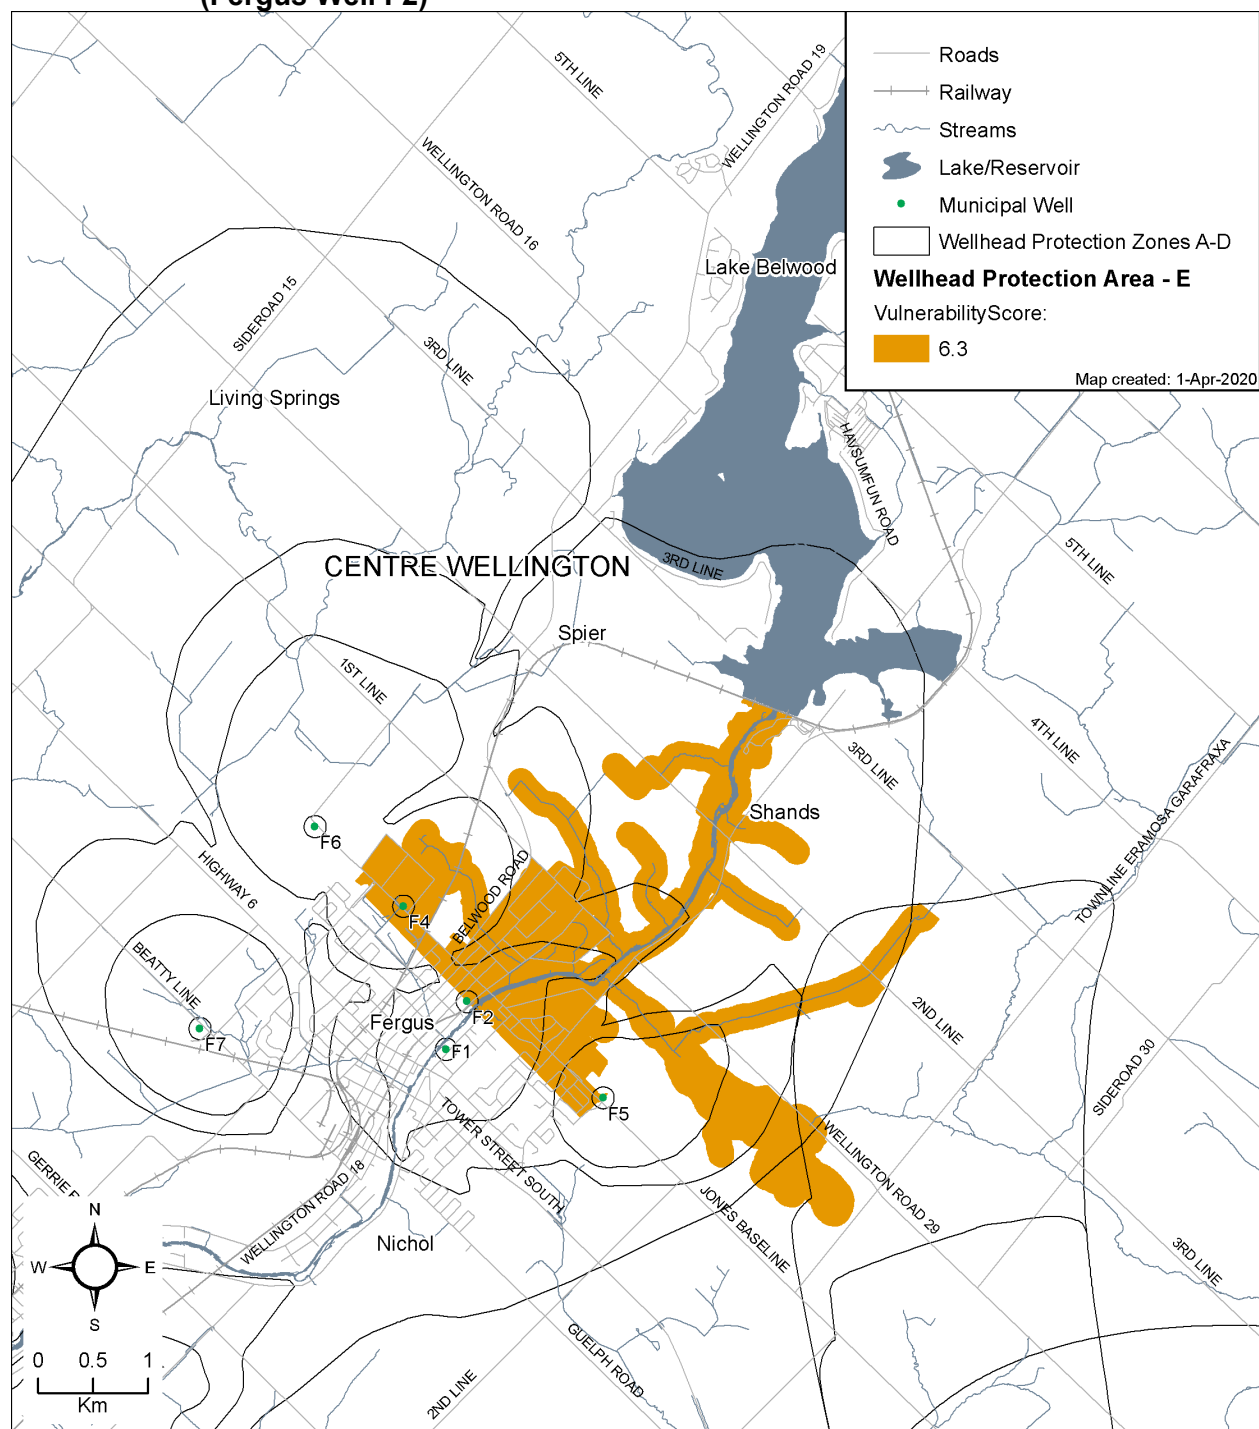 (Fergus Well F2)
Roads
Railway
Streams
Lake/Reservoir
Municipal Well
Wellhead Protection Zones A-D
Wellhead Protection Area - E
VulnerabilityScore:
6.3
Map created: 1-Apr-2020
5TH LINE
WELLINGTON ROAD 19
WELLINGTON ROAD 16
Lake Belwood
SIDEROAD 15
3RD LINE
Living Springs
HAVSUMFUN ROAD
CENTRE WELLINGTON
3RD LINE
5TH LINE
Spier
1ST LINE
4TH LINE
3RD LINE
TOWNLINE ERAMOSA GARAFRAXA
Shands
F6
HIGHWAY 6
BELWOOD ROAD
F4
BEATTY LINE
2ND LINE
F2
Fergus
F7
F1
SIDEROAD 30
F5
TOWER STREET SOUTH
WELLINGTON ROAD 29
GERRIE
WELLINGTON ROAD 18
JONES BASELINE
Nichol
3RD LINE
N
W
E
S
GUELPH ROAD
2ND LINE
0 0.5 1
Km